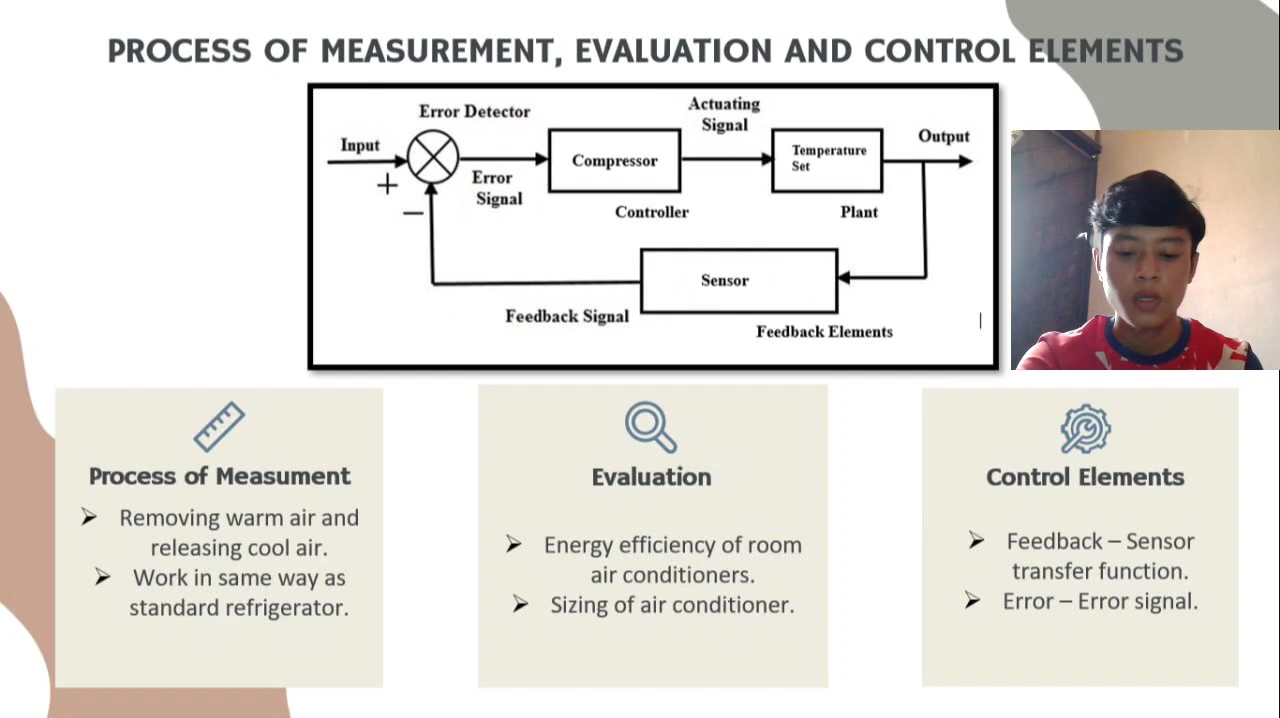 PROCESS OF MEASUREMENT, EVALUATION AND CONTROL ELEMENTS
Error Detector
Actuating
Signal
Input
Output
+
Error
Signal
Compressor
Temperature
Set
−
Controller
Plant
Sensor
Feedback Signal
Feedback Elements
Process of Measument
➢ Removing warm air and
releasing cool air.
➢ Work in same way as
standard refrigerator.
Evaluation
➢ Energy efficiency of room
air conditioners.
➢ Sizing of air conditioner.
Control Elements
➢ Feedback – Sensor
transfer function.
➢ Error – Error signal.